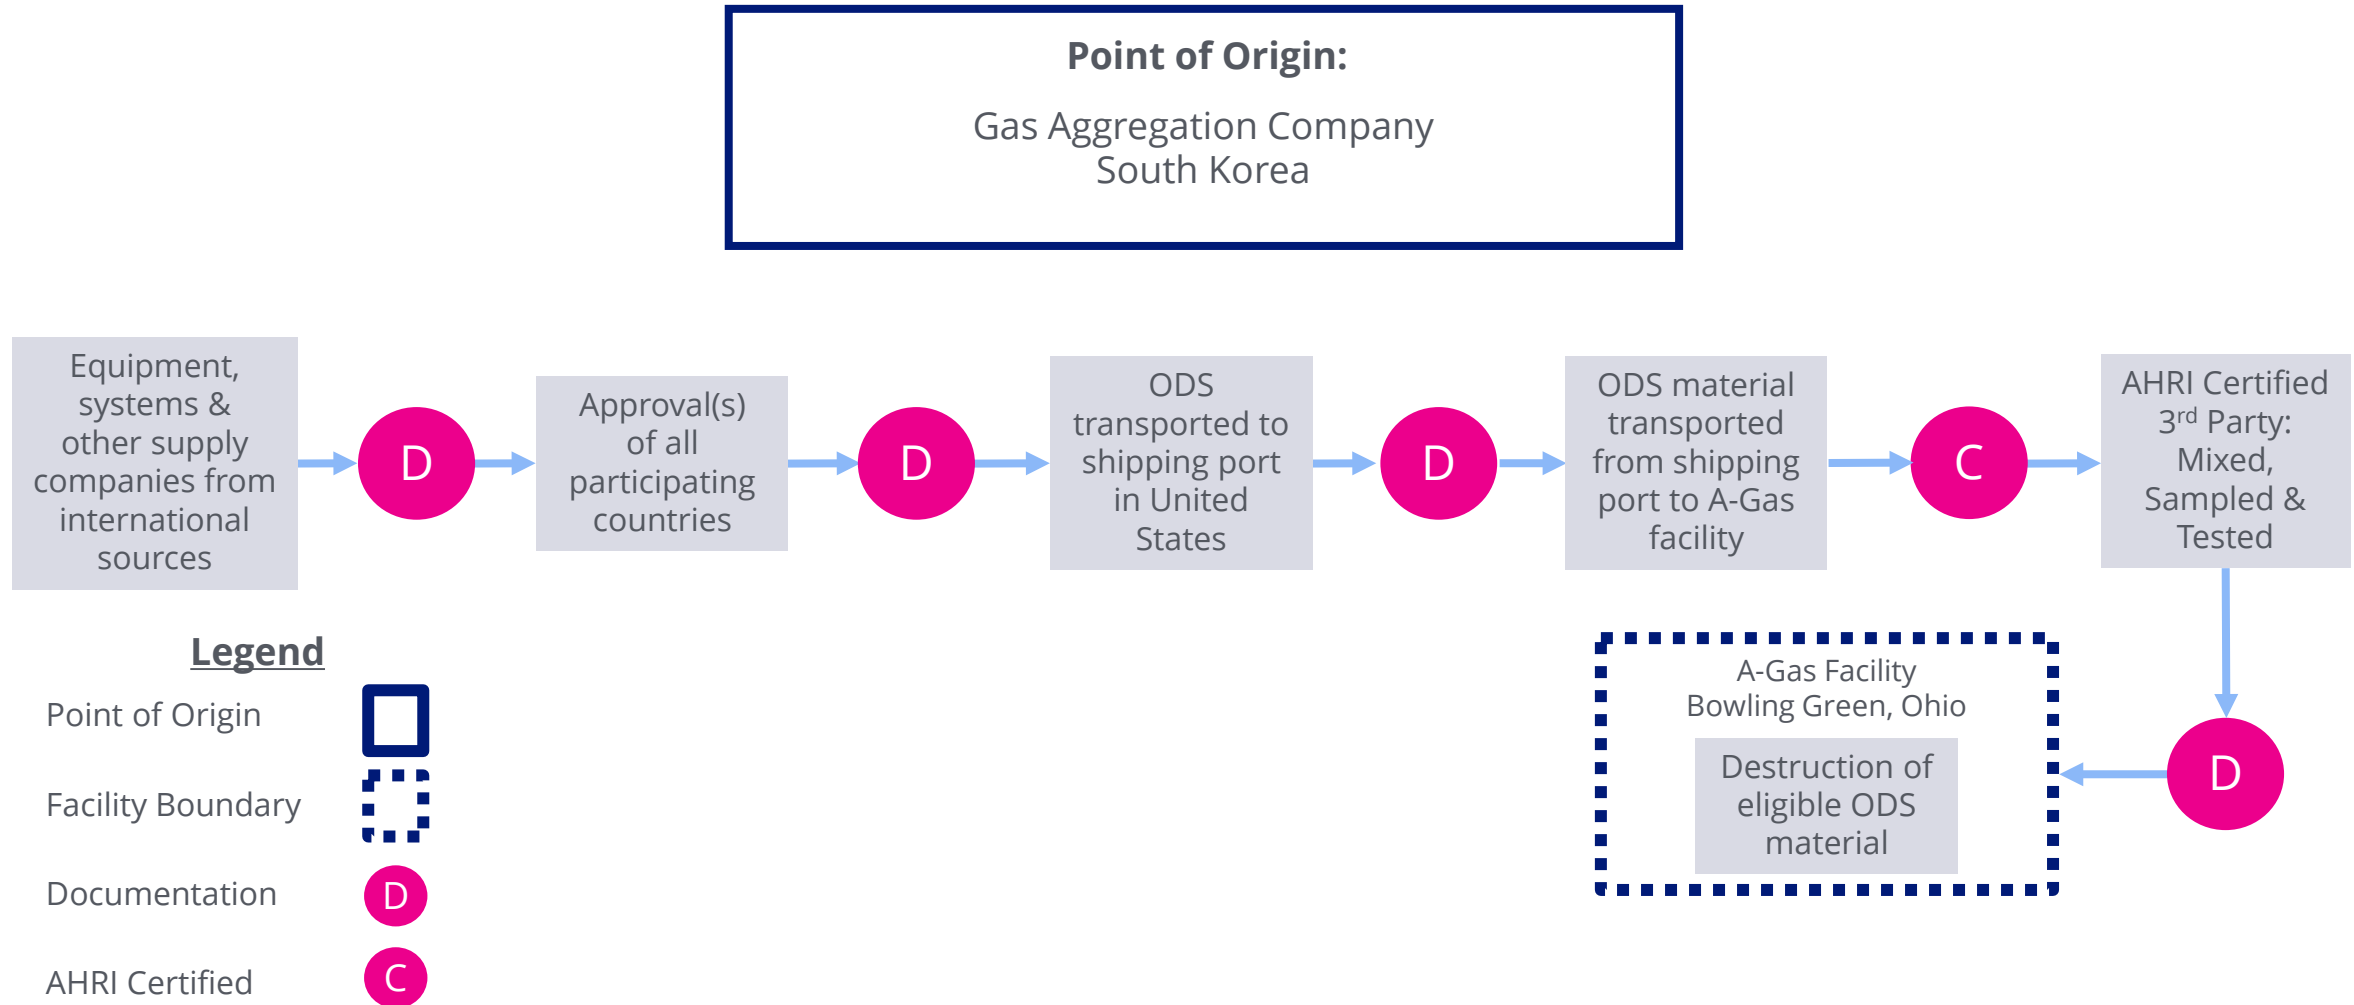 Point of Origin:
Gas Aggregation Company
South Korea
Equipment,
systems &
other supply
companies from
international
sources
D
Approval(s)
of all
participating
countries
D
ODS
transported to
shipping port
in United
States
D
ODS material
transported
from shipping
port to A-Gas
facility
C
AHRI Certified
3rd Party:
Mixed,
Sampled &
Tested
D
A-Gas Facility
Bowling Green, Ohio
Destruction of
eligible ODS
material
Legend
Point of Origin
Facility Boundary
Documentation
D
AHRI Certified
C